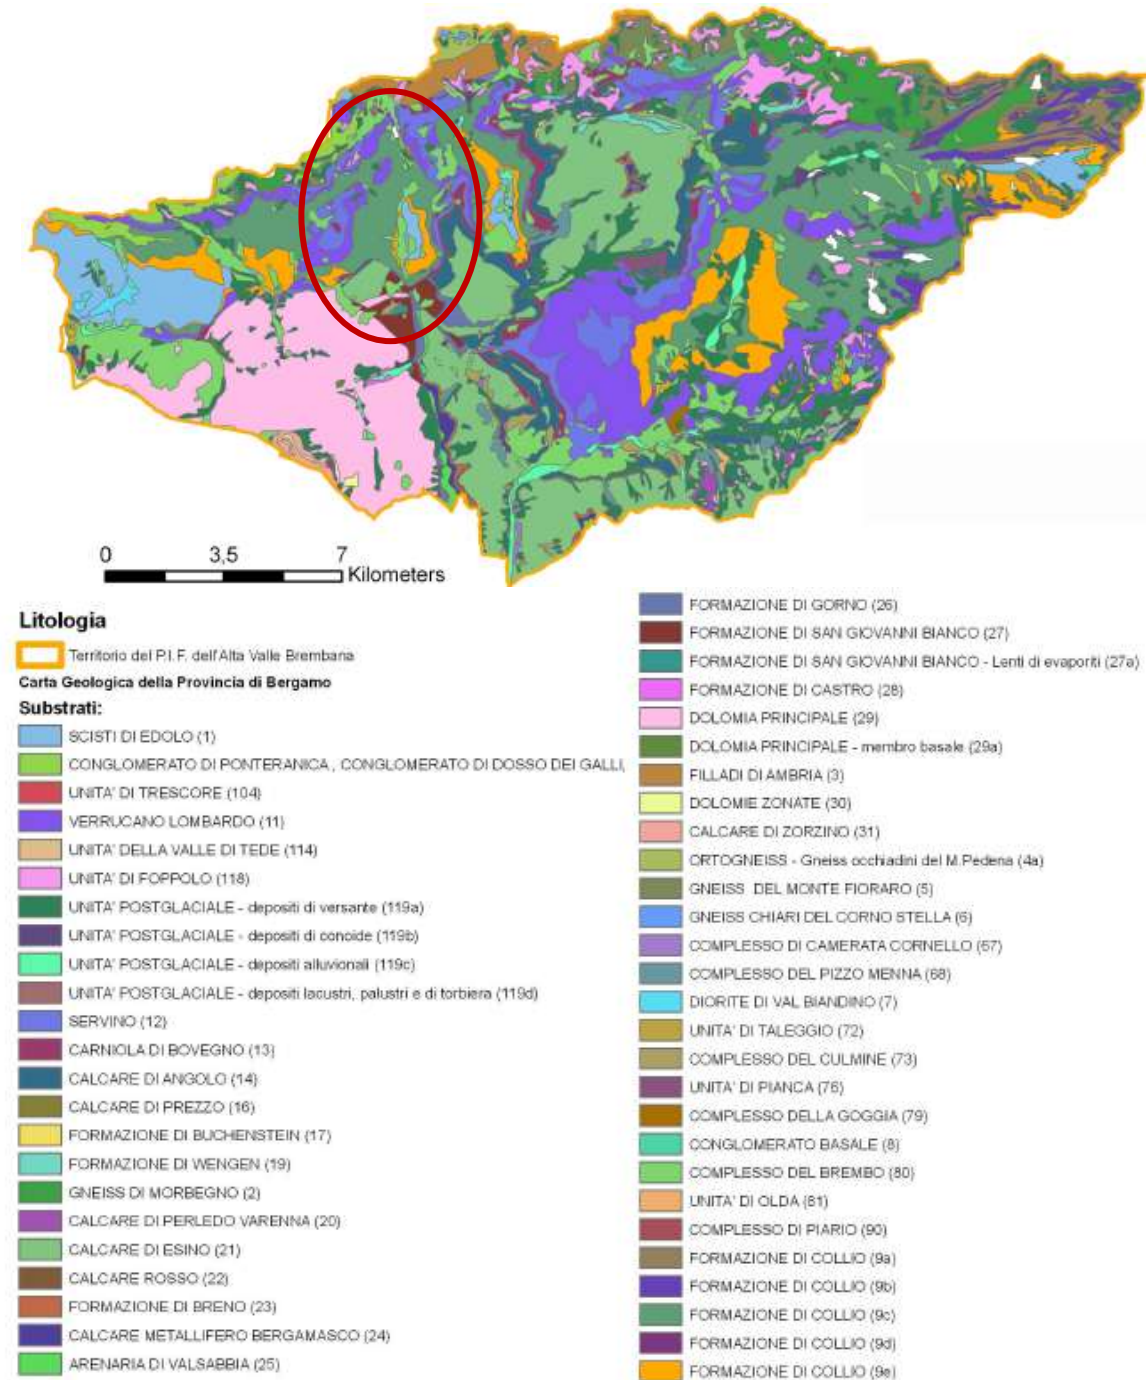 0 3,5 7
Kilometers
Litologia
Territorio del P.I.F. dell'Alta Valle Brembana
Carta Geologica della Provincia di Bergamo
Substrati:
SCISTI DI EDOLO (1)
CONGLOMERATO DI PONTERANICA, CONGLOMERATO DI DOSSO DEI GALLI,
UNITA' DI TRESCORE (104)
VERRUCANO LOMBARDO (11)
UNITA' DELLA VALLE DI TEDE (114)
UNITA' DI FOPPOLO (118)
UNITA' POSTGLACIALE - depositi di versante (119a)
UNITA' POSTGLACIALE - depositi di conoide (119b)
UNITA' POSTGLACIALE - depositi alluvionali (119c)
UNITA' POSTGLACIALE - depositi lacustri, palustri e di torbiera (119d)
SERVINO (12)
CARNIOLA DI BOVEGNO (13)
CALCARE DI ANGOLO (14)
CALCARE DI PREZZO (16)
FORMAZIONE DI BUCHENSTEIN (17)
FORMAZIONE DI WENGEN (19)
GNEISS DI MORBEGNO (2)
CALCARE DI PERLEDO VARENNA (20)
CALCARE DI ESINO (21)
CALCARE ROSSO (22)
FORMAZIONE DI BRENO (23)
CALCARE METALLIFERO BERGAMASCO (24)
ARENARIA DI VALSABBIA (25)
FORMAZIONE DI GORNO (26)
FORMAZIONE DI SAN GIOVANNI BIANCO (27)
FORMAZIONE DI SAN GIOVANNI BIANCO - Lenti di evaporiti (27a)
FORMAZIONE DI CASTRO (28)
DOLOMIA PRINCIPALE (29)
DOLOMIA PRINCIPALE - membro basale (29a)
FILLADI DI AMBRIA (3)
DOLOMIE ZONATE (30)
CALCARE DI ZORZINO (31)
ORTOGNEISS - Gneiss occhiadini del M.Pedena (4a)
GNEISS DEL MONTE FIORARO (5)
GNEISS CHIARI DEL CORNO STELLA (6)
COMPLESSO DI CAMERATA CORNELLO (67)
COMPLESSO DEL PIZZO MENNA (68)
DIORITE DI VAL BIANDINO (7)
UNITA' DI TALEGGIO (72)
COMPLESSO DEL CULMINE (73)
UNITA' DI PIANCA (76)
COMPLESSO DELLA GOGGIA (79)
CONGLOMERATO BASALE (8)
COMPLESSO DEL BREMBO (80)
UNITA' DI OLDA (81)
COMPLESSO DI PIARIO (90)
FORMAZIONE DI COLLIO (9a)
FORMAZIONE DI COLLIO (9b)
FORMAZIONE DI COLLIO (9c)
FORMAZIONE DI COLLIO (9d)
FORMAZIONE DI COLLIO (9e)